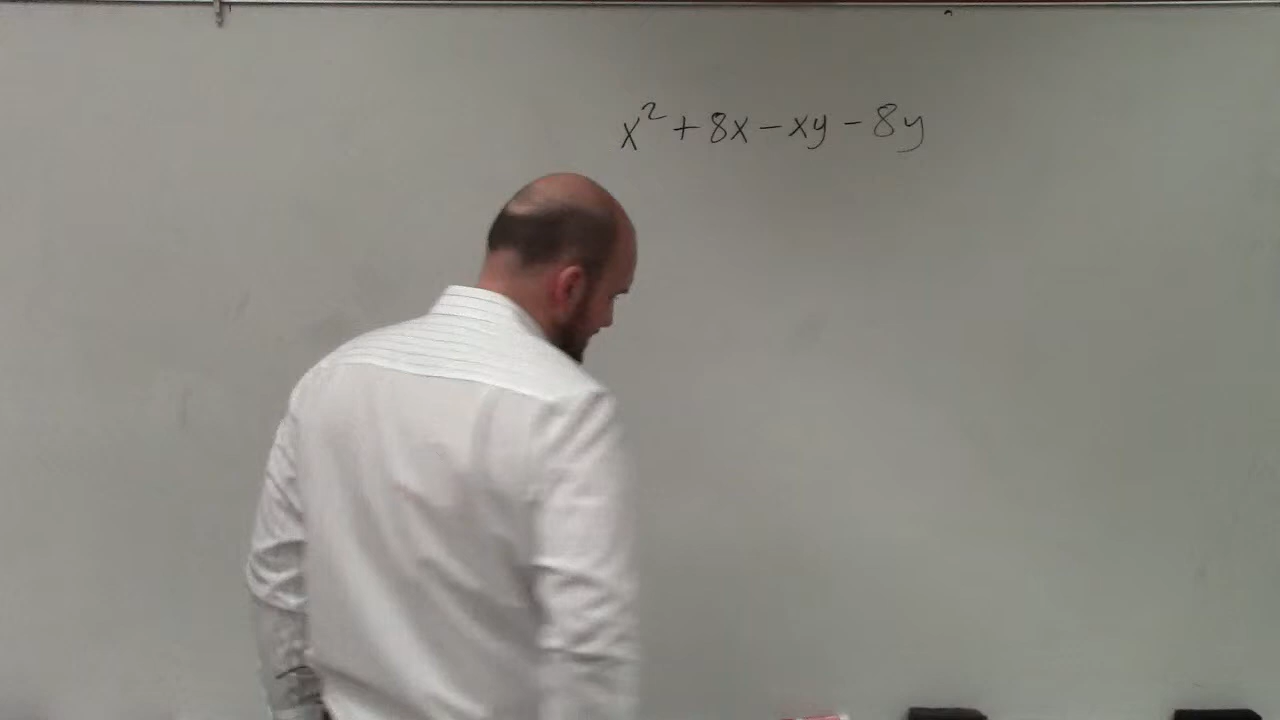 x² + 8x - xy - 8y